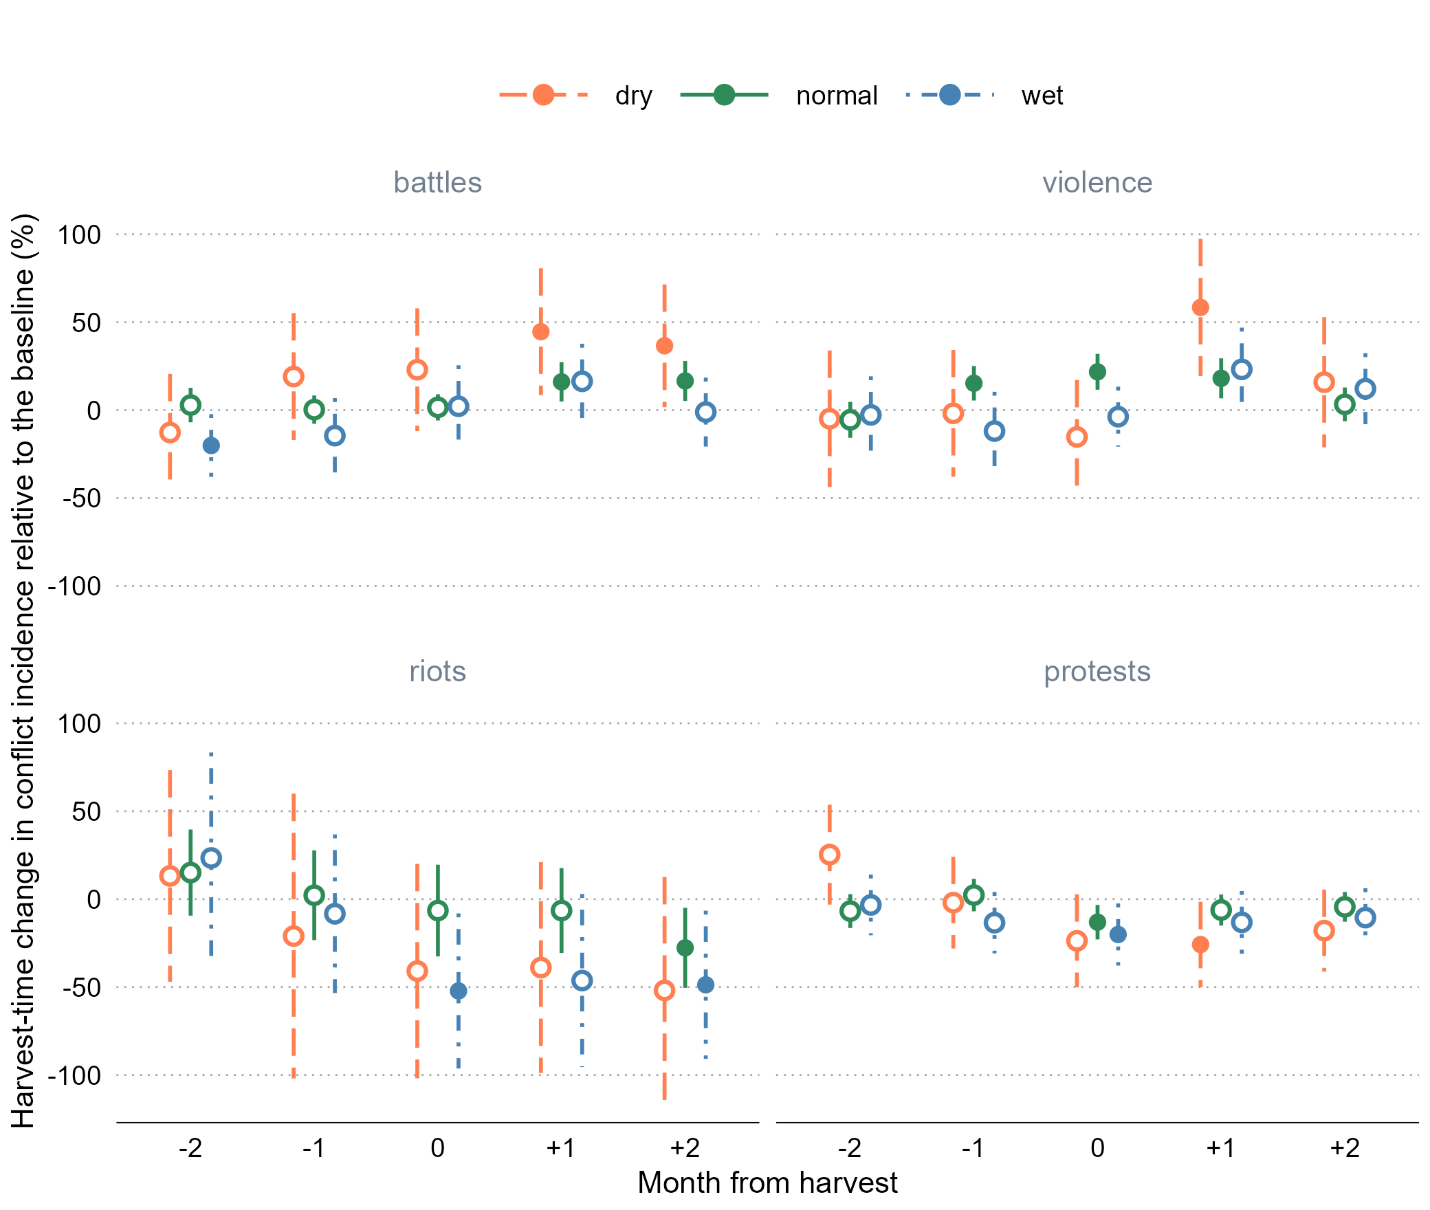 dry normal wet
battles violence
Harvest-time change in conflict incidence relative to the baseline (%)
100
50
0
-50
-100
riots protests
100
50
0
-50
-100
-2 -1 0 +1 +2 -2 -1 0 +1 +2
Month from harvest